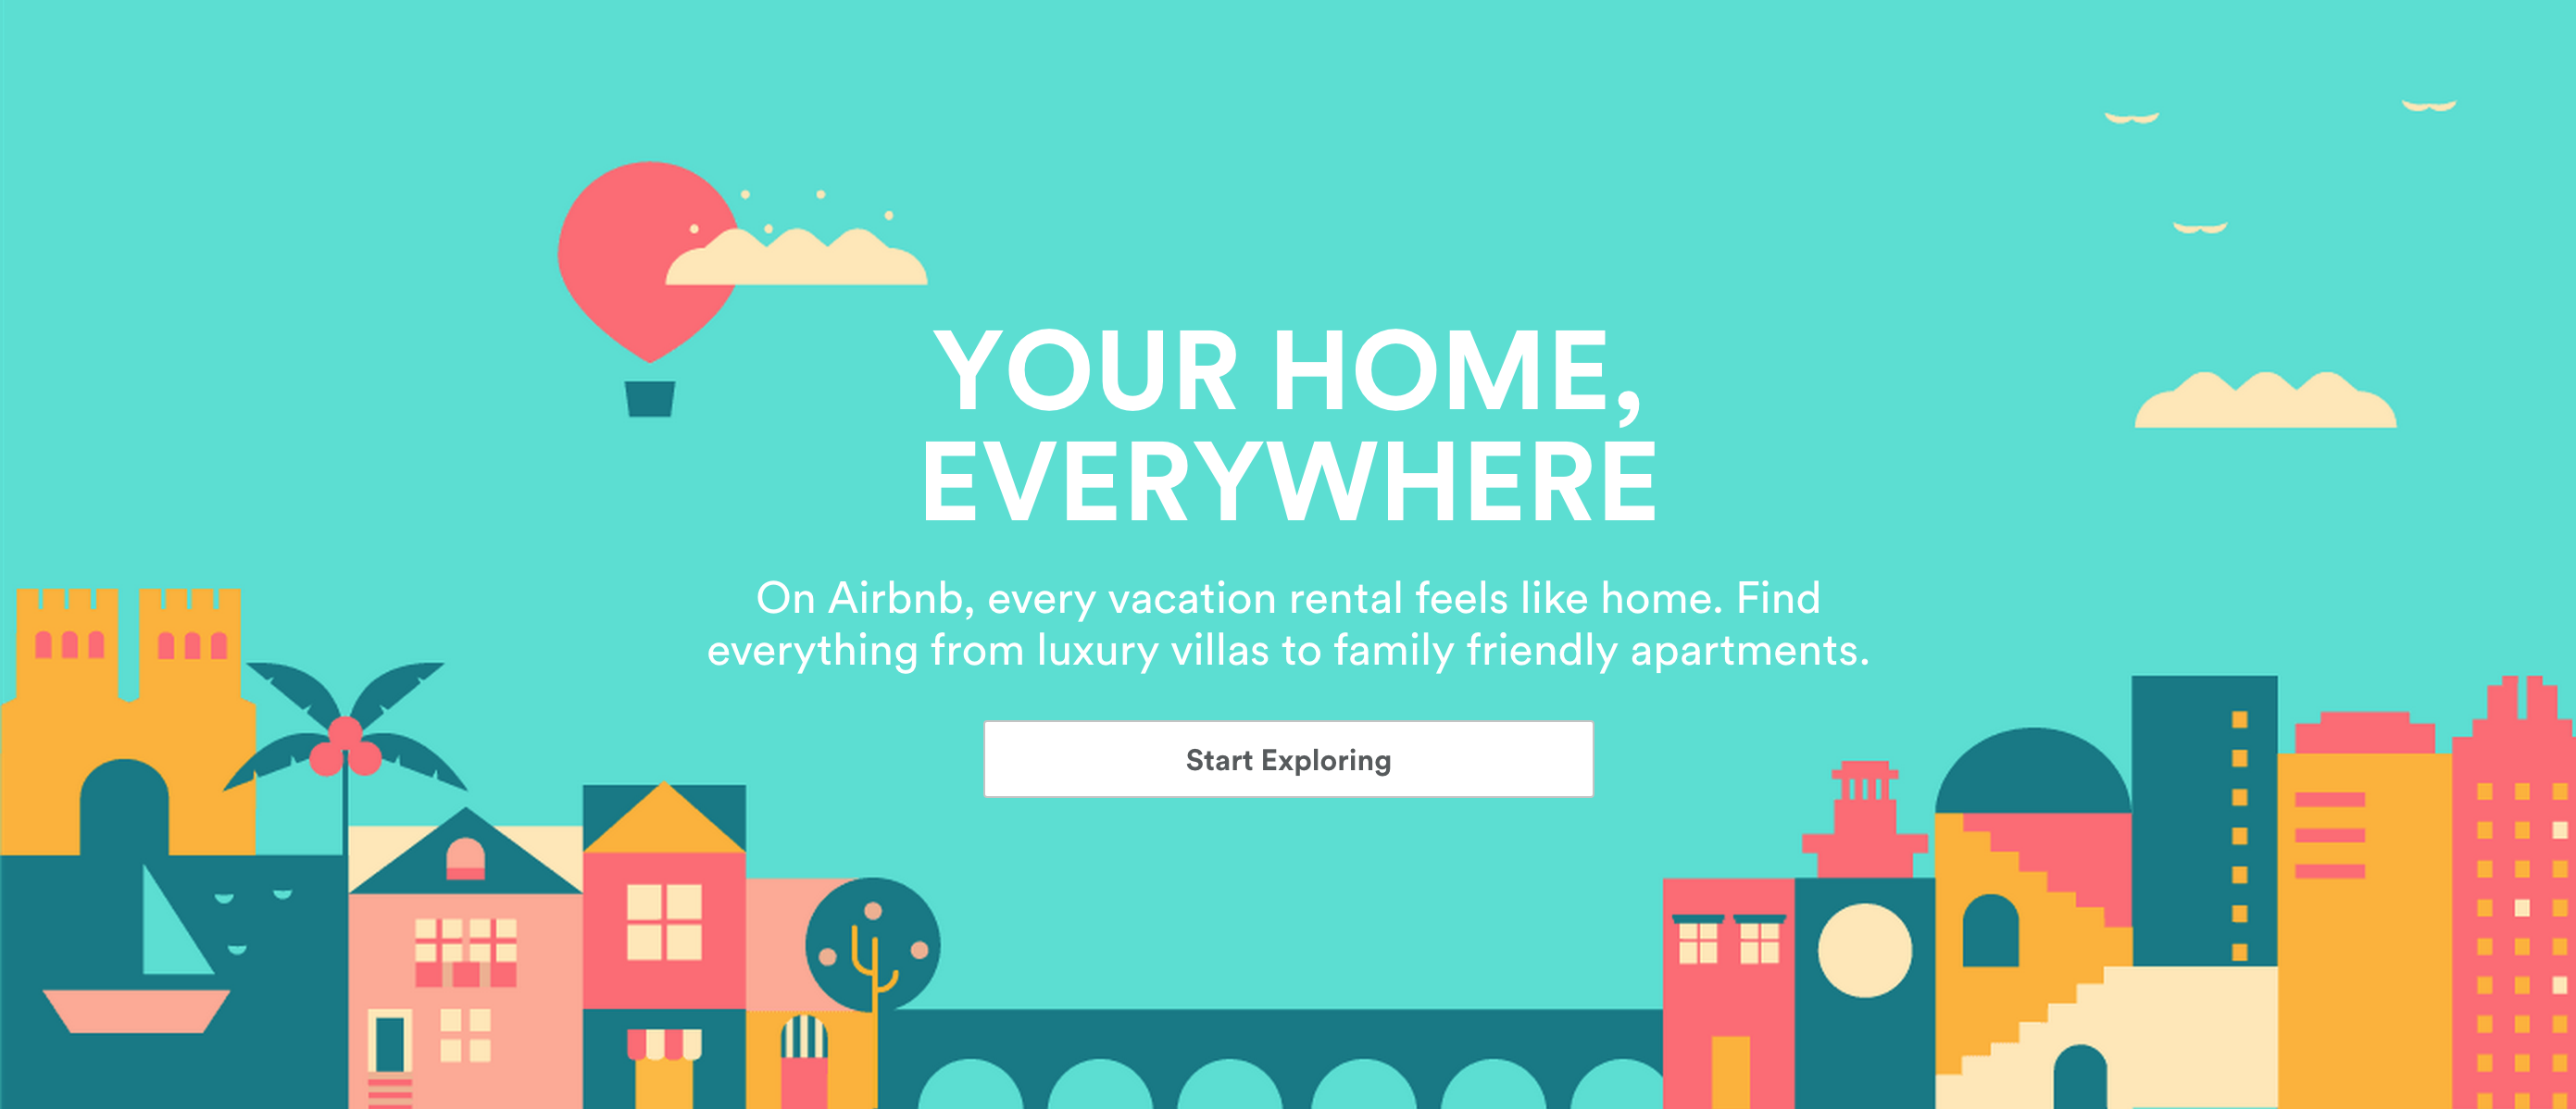 YOUR HOME,
EVERYWHERE
On Airbnb, every vacation rental feels like home. Find
everything from luxury villas to family friendly apartments.
Start Exploring